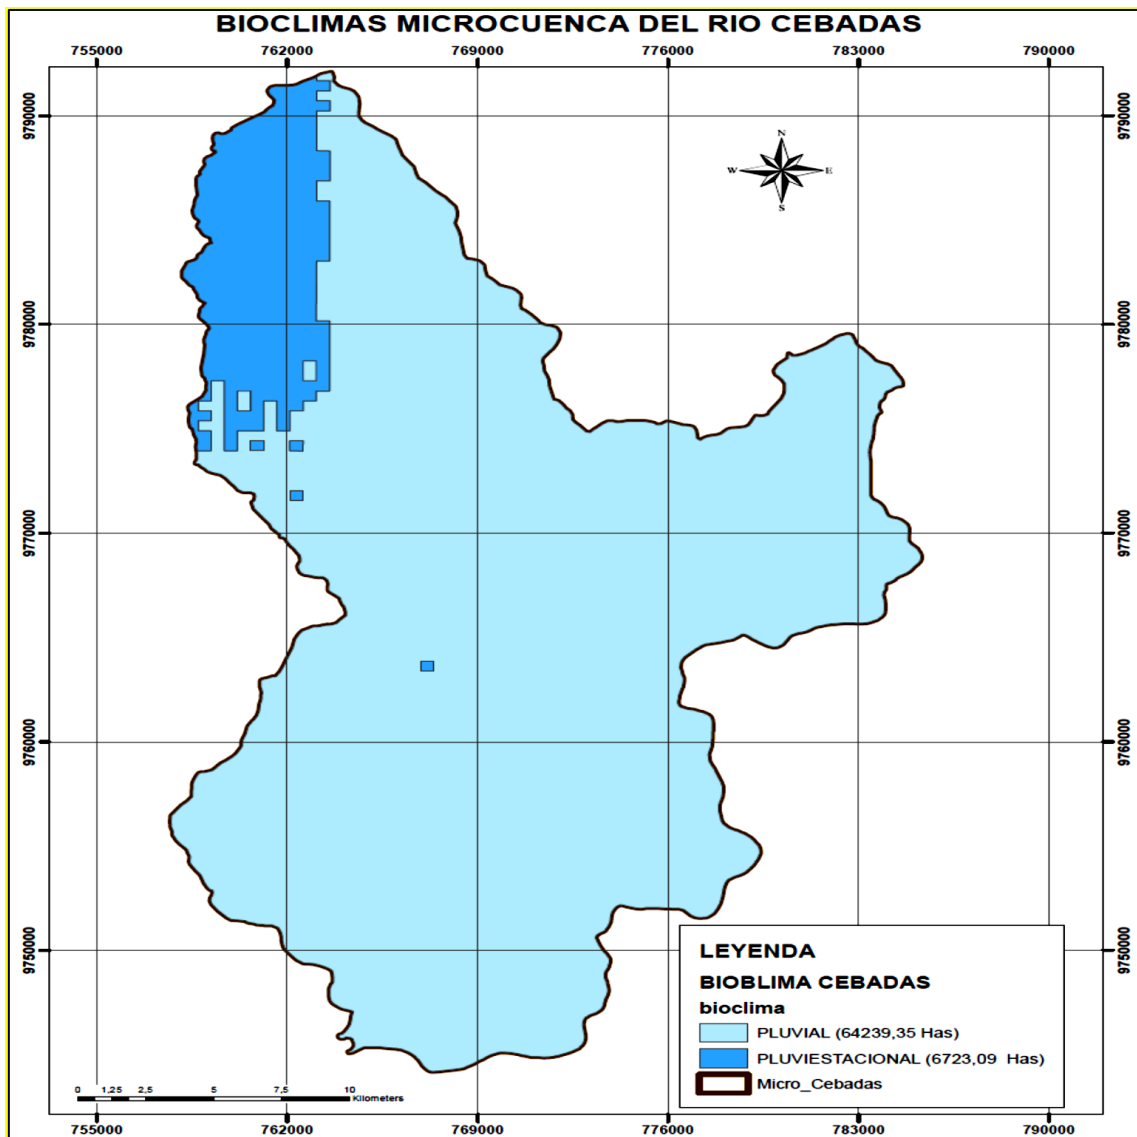 BIOCLIMAS MICROCUENCA DEL RIO CEBADAS
755000 762000 769000 776000 783000 790000
9790000 9790000
N
W E
S
9780000 9780000
9770000 9770000
9760000 9760000
9750000 9750000
LEYENDA
BIOBLIMA CEBADAS
bioclima
PLUVIAL (64239,35 Has)
PLUVIESTACIONAL (6723,09 Has)
Micro_Cebadas
0 1,25 2,5 5 7,5 10
Kilometers
755000 762000 769000 776000 783000 790000